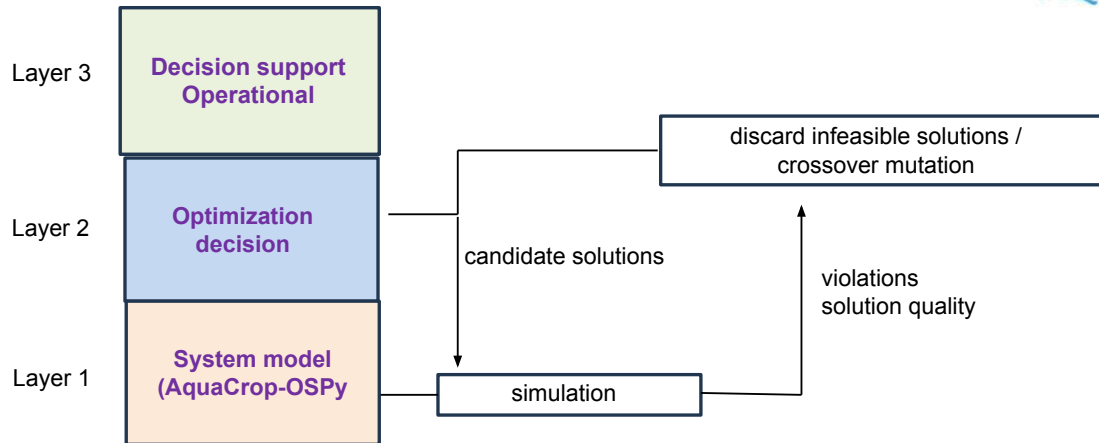 Layer 3
Decision support
Operational
discard infeasible solutions /
crossover mutation
Layer 2
Optimization
decision
candidate solutions
violations
solution quality
Layer 1
System model
(AquaCrop-OSPy
simulation